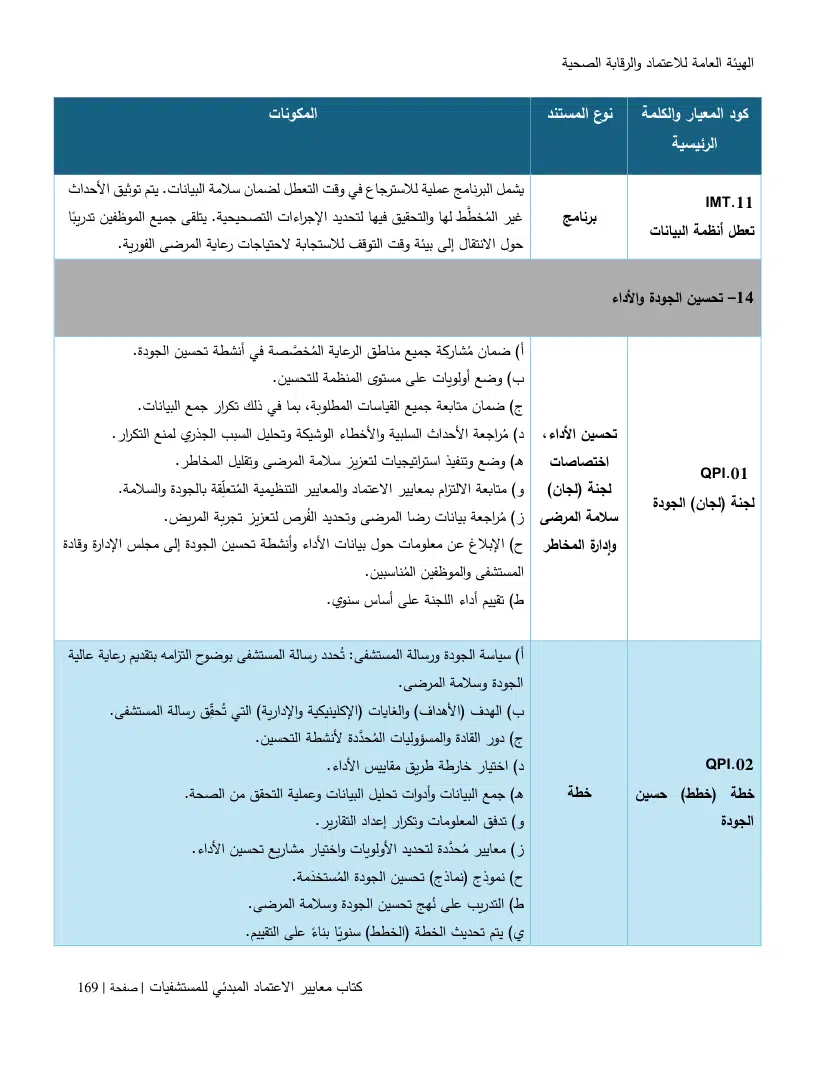 الهيئة العامة للاعتماد والرقابة الصحية
كود المعيار والكلمة
الرئيسية
نوع المستند
المكونات
IMT.11
تعطل أنظمة البيانات
برنامج
يشمل البرنامج عملية للاسترجاع في وقت التعطل لضمان سلامة البيانات. يتم توثيق الأحداث
غير المُخطَّط لها والتحقيق فيها لتحديد الإجراءات التصحيحية. يتلقى جميع الموظفين تدريبًا
حول الانتقال إلى بيئة وقت التوقف للاستجابة لاحتياجات رعاية المرضى الفورية.
14- تحسين الجودة والأداء
QPI.01
لجنة (لجان) الجودة
تحسين الأداء،
اختصاصات
لجنة (لجان)
سلامة المرضى
وإدارة المخاطر
أ) ضمان مُشاركة جميع مناطق الرعاية المُخصَّصة في أنشطة تحسين الجودة.
ب) وضع أولويات على مستوى المنظمة للتحسين.
ج) ضمان متابعة جميع القياسات المطلوبة، بما في ذلك تكرار جمع البيانات.
د) مُراجعة الأحداث السلبية والأخطاء الوشيكة وتحليل السبب الجذري لمنع التكرار.
هـ) وضع وتنفيذ استراتيجيات لتعزيز سلامة المرضى وتقليل المخاطر.
و) متابعة الالتزام بمعايير الاعتماد والمعايير التنظيمية المُتعلّقة بالجودة والسلامة.
ز) مُراجعة بيانات رضا المرضى وتحديد الفُرص لتعزيز تجربة المريض.
ح) الإبلاغ عن معلومات حول بيانات الأداء وأنشطة تحسين الجودة إلى مجلس الإدارة وقادة
المستشفى والموظفين المُناسبين.
ط) تقييم أداء اللجنة على أساس سنوي.
QPI.02
خطة (خطط) حسين
الجودة
خطة
أ) سياسة الجودة ورسالة المستشفى: تُحدد رسالة المستشفى بوضوح التزامه بتقديم رعاية عالية
الجودة وسلامة المرضى.
ب) الهدف (الأهداف) والغايات (الإكلينيكية والإدارية) التي تُحقّق رسالة المستشفى.
ج) دور القادة والمسؤوليات المُحدَّدة لأنشطة التحسين.
د) اختيار خارطة طريق مقاييس الأداء.
هـ) جمع البيانات وأدوات تحليل البيانات وعملية التحقق من الصحة.
و) تدفق المعلومات وتكرار إعداد التقارير.
ز) معايير مُحدَّدة لتحديد الأولويات واختيار مشاريع تحسين الأداء.
ح) نموذج (نماذج) تحسين الجودة المُستخدَمة.
ط) التدريب على نُهج تحسين الجودة وسلامة المرضى.
ي) يتم تحديث الخطة (الخطط) سنويًا بناءً على التقييم.
كتاب معايير الاعتماد المبدئي للمستشفيات | صفحة | 169